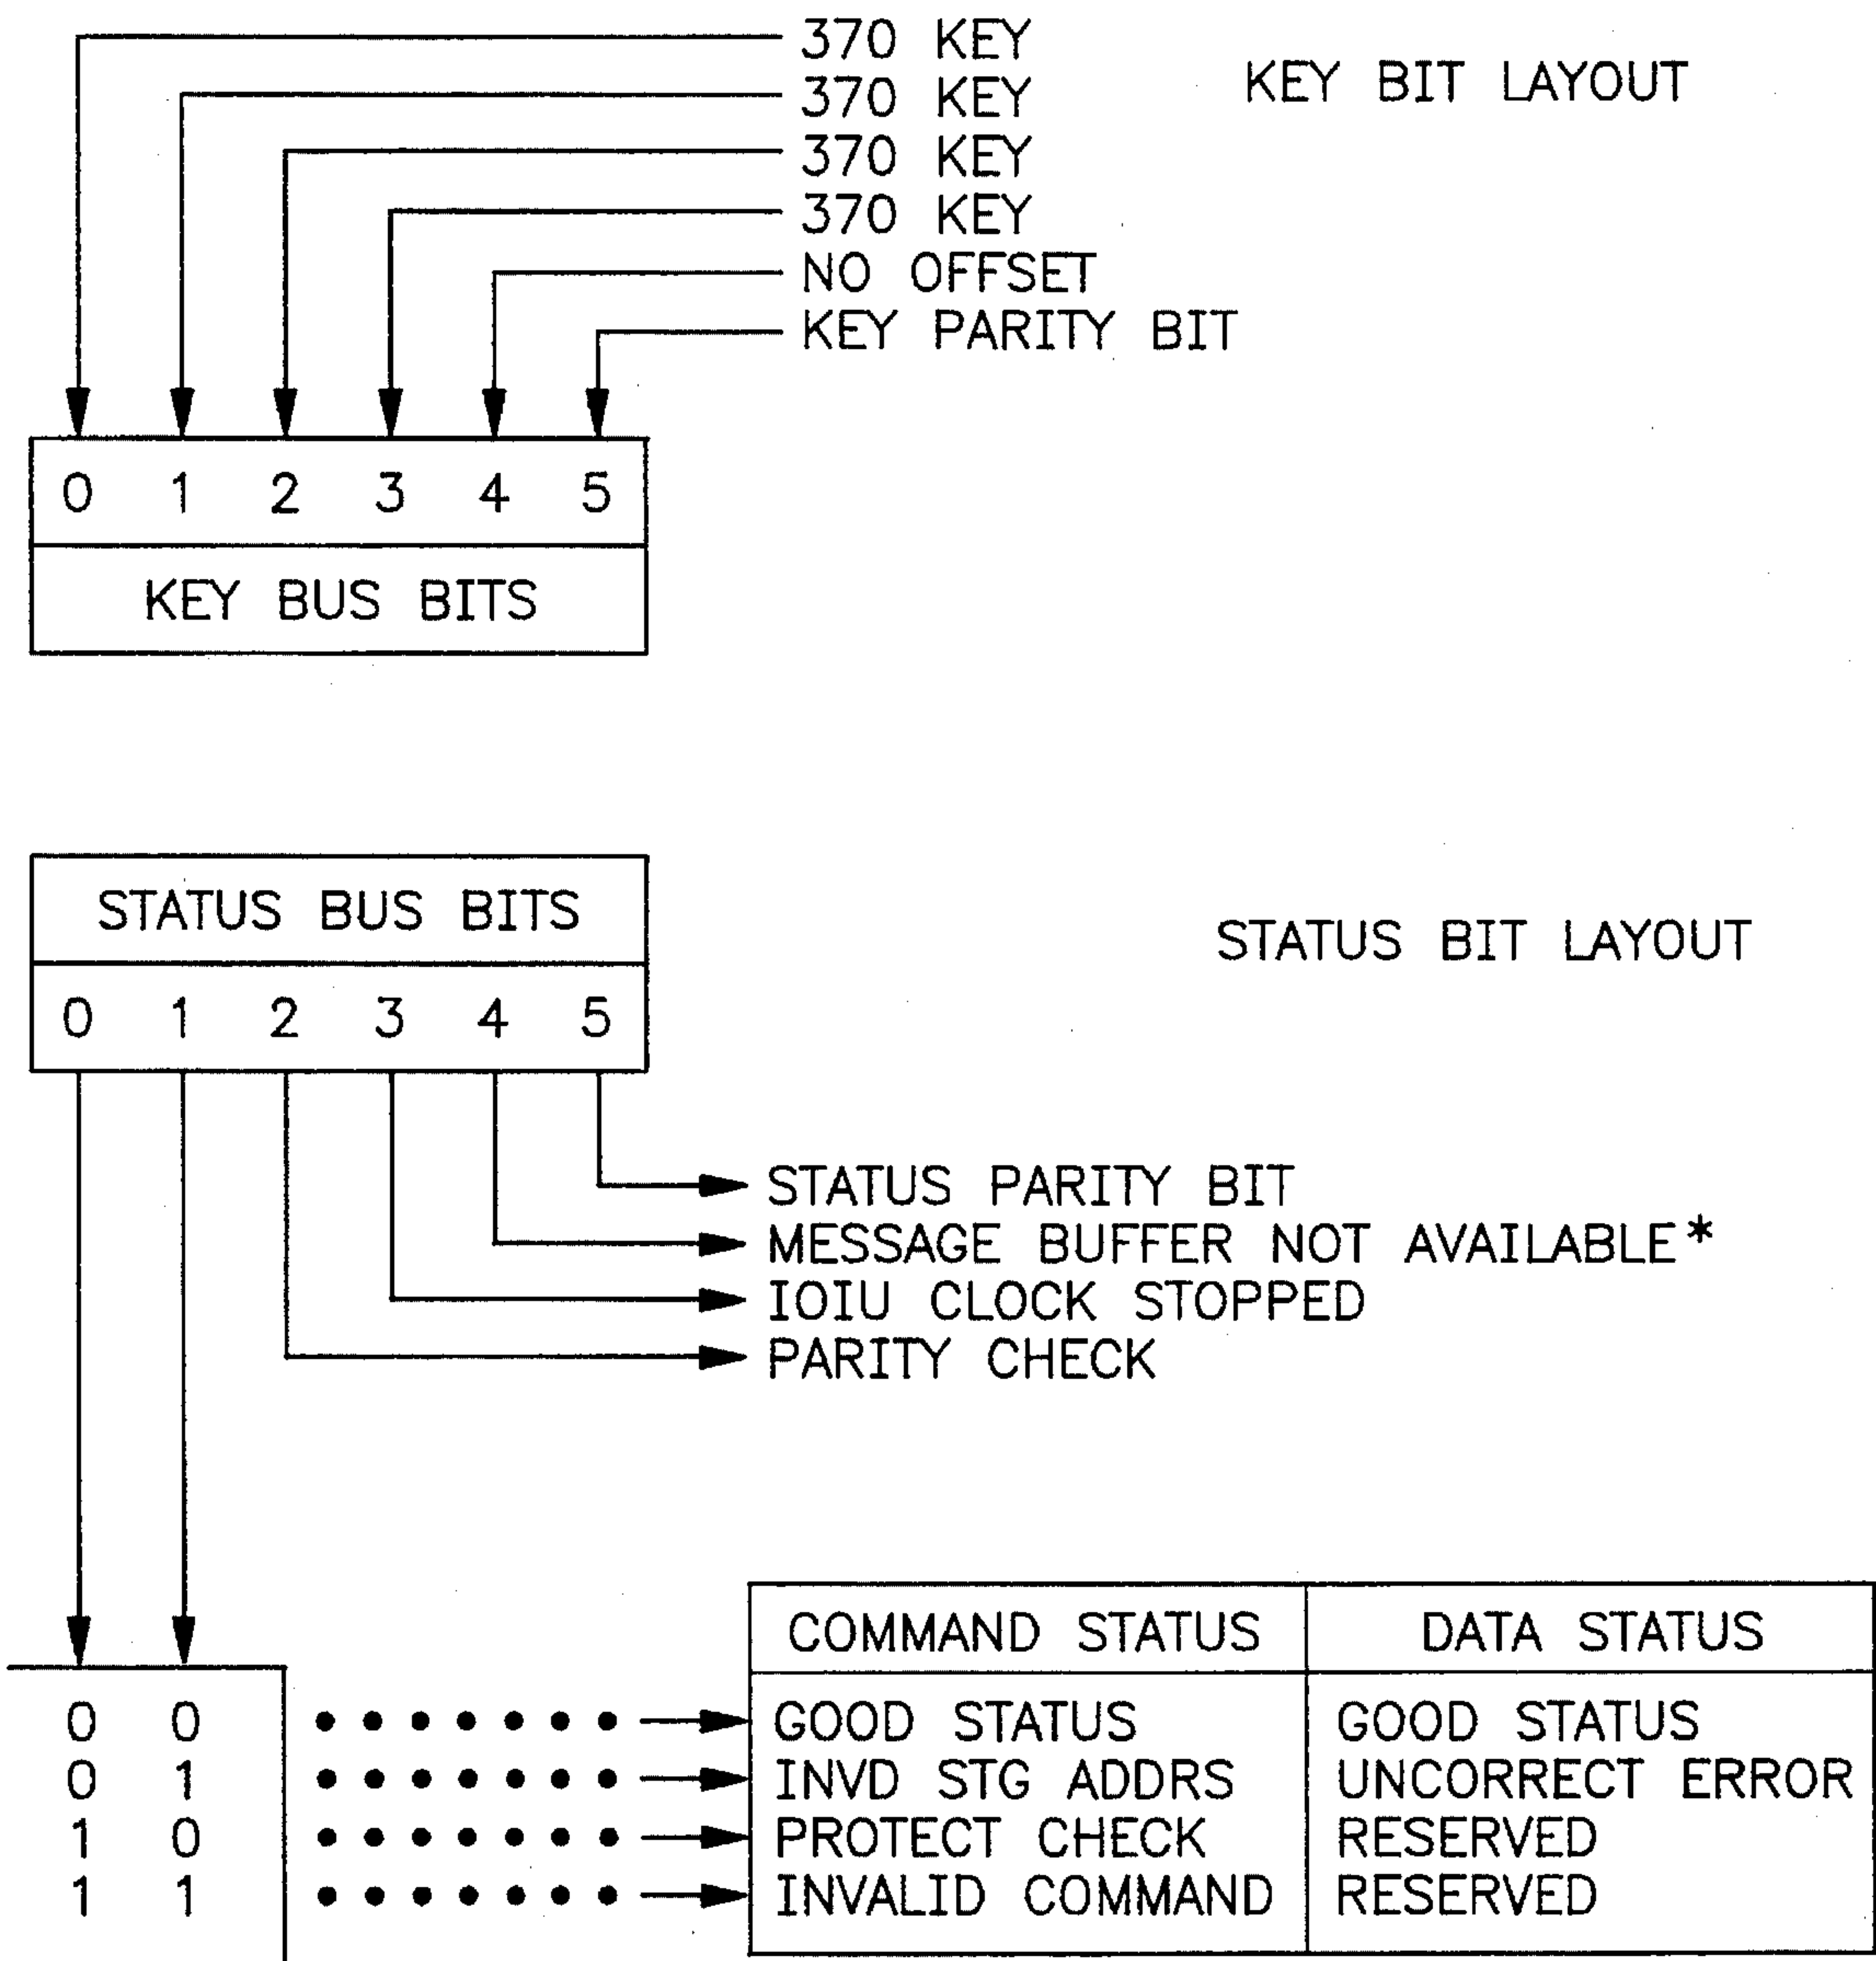 370 KEY
370 KEY
370 KEY
370 KEY
NO OFFSET
KEY PARITY BIT
KEY BIT LAYOUT
0 1 2 3 4 5
KEY BUS BITS
STATUS BUS BITS
0 1 2 3 4 5
STATUS BIT LAYOUT
STATUS PARITY BIT
MESSAGE BUFFER NOT AVAILABLE*
IOIU CLOCK STOPPED
PARITY CHECK
COMMAND STATUS DATA STATUS
0 0 GOOD STATUS GOOD STATUS
0 1 INVD STG ADDRS UNCORRECT ERROR
1 0 PROTECT CHECK RESERVED
1 1 INVALID COMMAND RESERVED